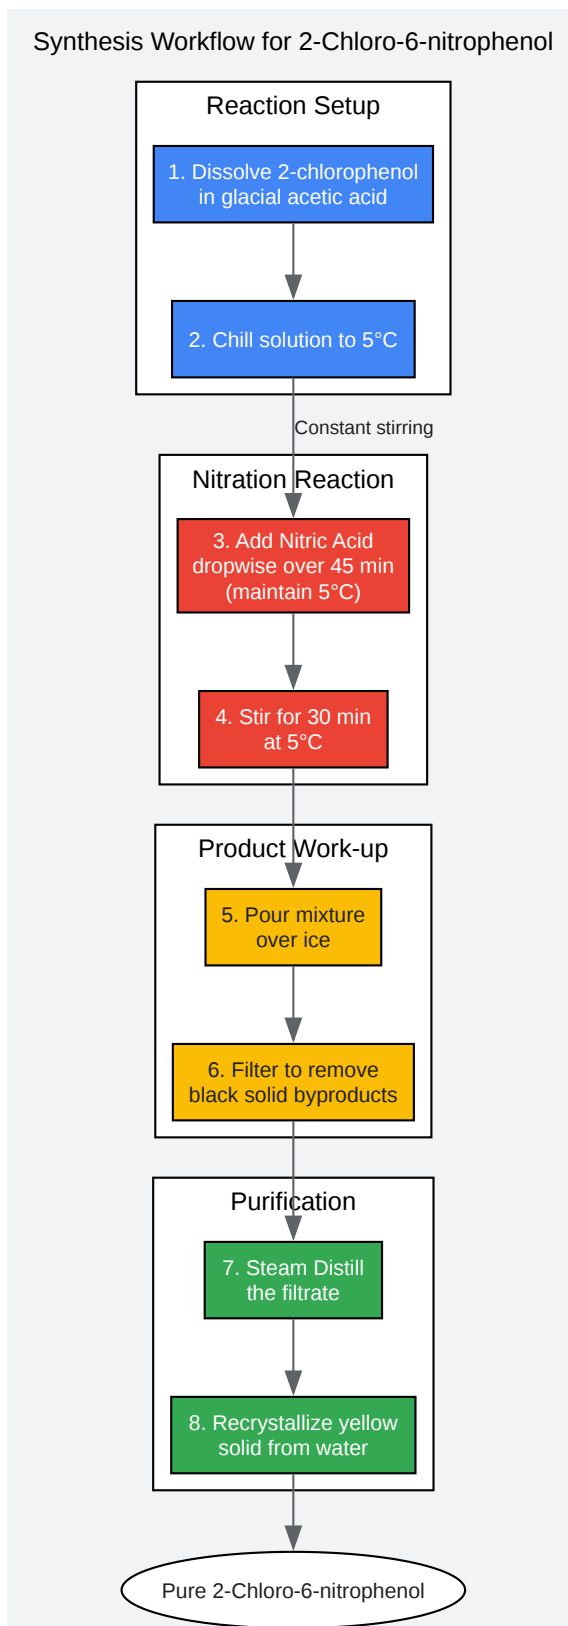 Synthesis Workflow for 2-Chloro-6-nitrophenol
Reaction Setup
1. Dissolve 2-chlorophenol
in glacial acetic acid
2. Chill solution to 5°C
Constant stirring
Nitration Reaction
3. Add Nitric Acid
dropwise over 45 min
(maintain 5°C)
4. Stir for 30 min
at 5°C
Product Work-up
5. Pour mixture
over ice
6. Filter to remove
black solid byproducts
Purification
7. Steam Distill
the filtrate
8. Recrystallize yellow
solid from water
Pure 2-Chloro-6-nitrophenol